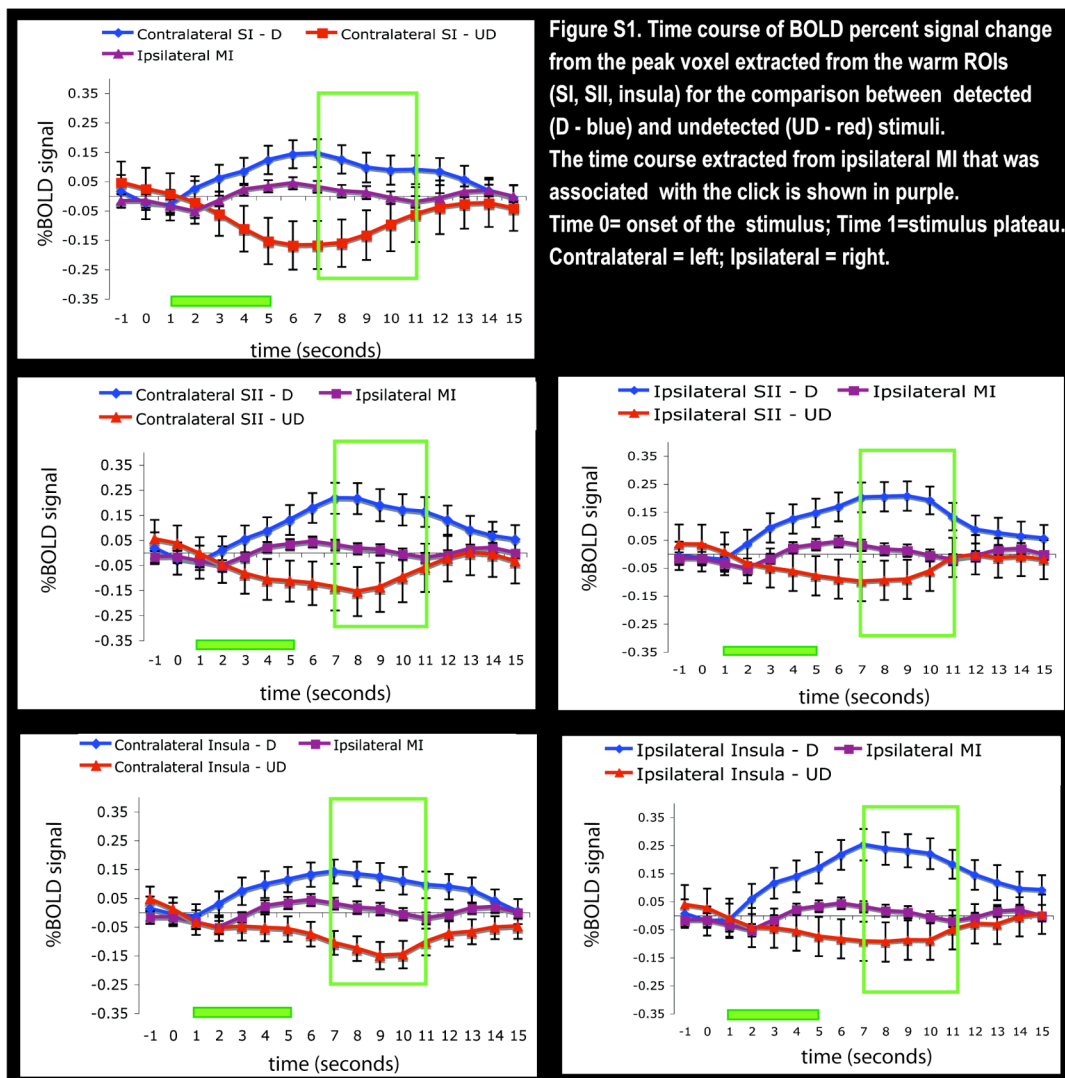 Contralateral SI - D Contralateral SI - UD
Ipsilateral MI
%BOLD signal
0.35
0.25
0.15
0.05
-0.05
-0.15
-0.25
-0.35
-1 0 1 2 3 4 5 6 7 8 9 10 11 12 13 14 15
time (seconds)
Figure S1. Time course of BOLD percent signal change
from the peak voxel extracted from the warm ROIs
(SI, SII, insula) for the comparison between detected
(D - blue) and undetected (UD - red) stimuli.
The time course extracted from ipsilateral MI that was
associated with the click is shown in purple.
Time 0= onset of the stimulus; Time 1=stimulus plateau.
Contralateral = left; Ipsilateral = right.
Contralateral SII - D Ipsilateral MI
Contralateral SII - UD
%BOLD signal
0.35
0.25
0.15
0.05
-0.05
-0.15
-0.25
-0.35
-1 0 1 2 3 4 5 6 7 8 9 10 11 12 13 14 15
time (seconds)
Ipsilateral SII - D Ipsilateral MI
Ipsilateral SII - UD
%BOLD signal
0.35
0.25
0.15
0.05
-0.05
-0.15
-0.25
-0.35
-1 0 1 2 3 4 5 6 7 8 9 10 11 12 13 14 15
time (seconds)
Contralateral Insula - D Ipsilateral MI
Contralateral Insula - UD
%BOLD signal
0.35
0.25
0.15
0.05
-0.05
-0.15
-0.25
-0.35
-1 0 1 2 3 4 5 6 7 8 9 10 11 12 13 14 15
time (seconds)
Ipsilateral Insula - D Ipsilateral MI
Ipsilateral Insula - UD
%BOLD signal
0.35
0.25
0.15
0.05
-0.05
-0.15
-0.25
-0.35
-1 0 1 2 3 4 5 6 7 8 9 10 11 12 13 14 15
time (seconds)